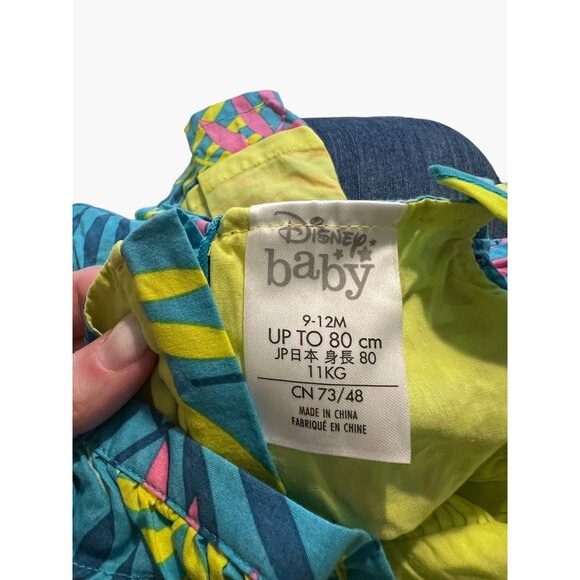 Disney
baby
9-12M
UP TO 80 cm
JP日本 身長 80
11KG
CN 73/48
MADE IN CHINA
FABRIQUÉ EN CHINE